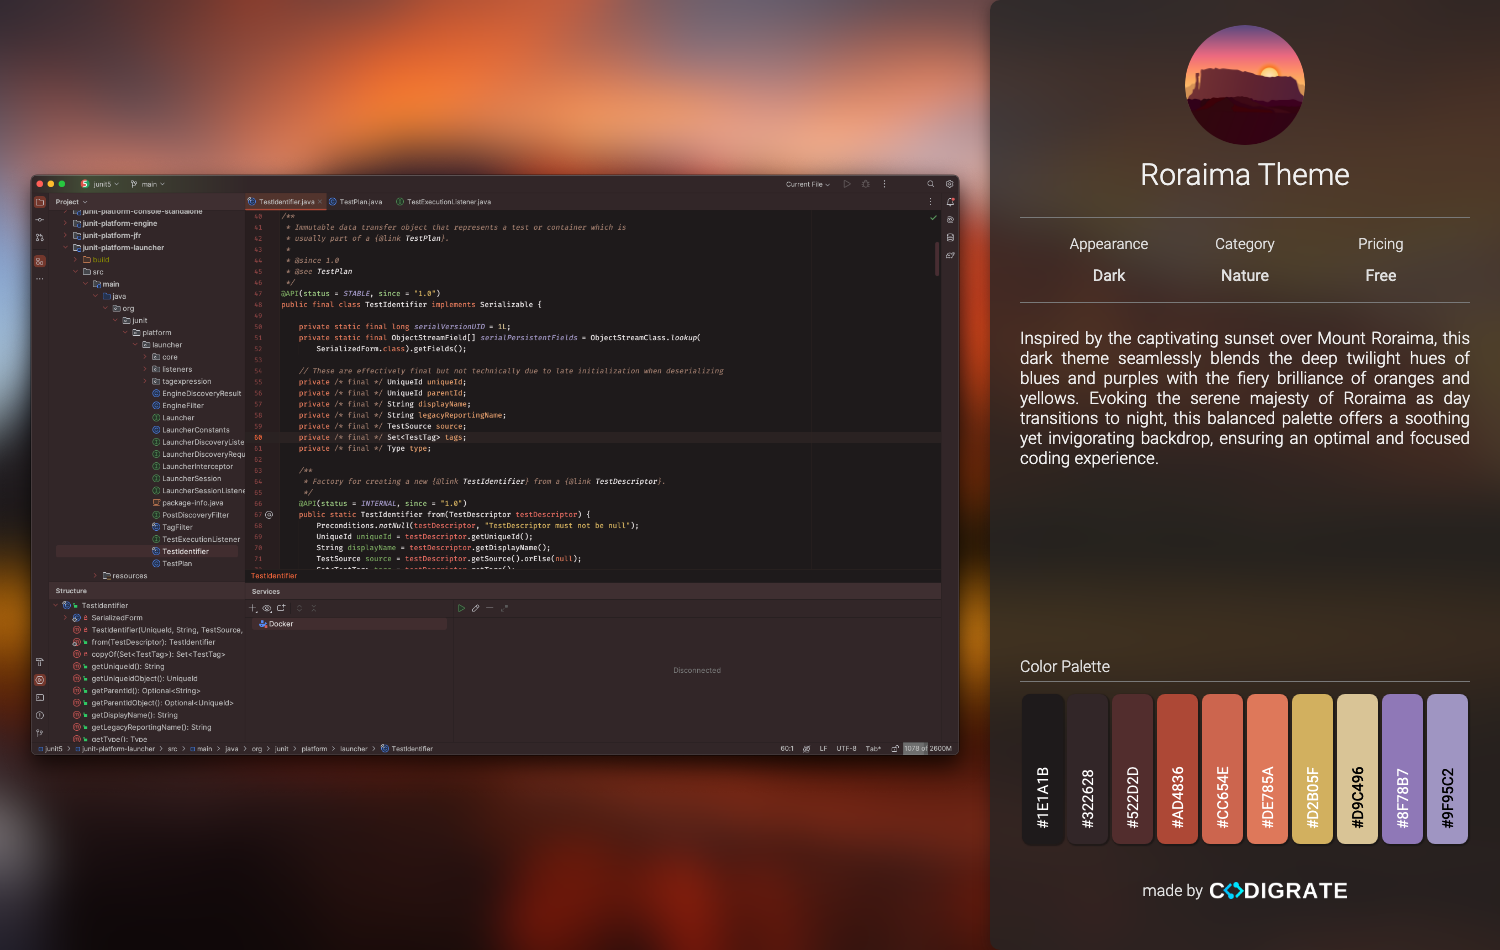 junit5
main
Current File
Project
TestIdentifier.java
TestPlan.java
TestExecutionListener.java
junit-platform-console-standalone
junit-platform-engine
junit-platform-jfr
junit-platform-launcher
build
src
main
java
org
junit
platform
launcher
core
listeners
tagexpression
EngineDiscoveryResult
EngineFilter
Launcher
LauncherConstants
LauncherDiscoveryListe
LauncherDiscoveryRequ
LauncherInterceptor
LauncherSession
LauncherSessionListene
package-info.java
PostDiscoveryFilter
TagFilter
TestExecutionListener
TestIdentifier
TestPlan
resources
40 /**
41 * Immutable data transfer object that represents a test or container which is
42 * usually part of a {@link TestPlan}.
43 *
44 * @since 1.0
45 * @see TestPlan
46 */
47 @API(status = STABLE, since = "1.0")
48 public final class TestIdentifier implements Serializable {
49
50 private static final long serialVersionUID = 1L;
51 private static final ObjectStreamField[] serialPersistentFields = ObjectStreamClass.lookup(
52 SerializedForm.class).getFields();
53
54 // These are effectively final but not technically due to late initialization when deserializing
55 private /* final */ UniqueId uniqueId;
56 private /* final */ UniqueId parentId;
57 private /* final */ String displayName;
58 private /* final */ String legacyReportingName;
59 private /* final */ TestSource source;
60 private /* final */ Set<TestTag> tags;
61 private /* final */ Type type;
62
63 /**
64 * Factory for creating a new {@link TestIdentifier} from a {@link TestDescriptor}.
65 */
66 @API(status = INTERNAL, since = "1.0")
67 public static TestIdentifier from(TestDescriptor testDescriptor) {
68 Preconditions.notNull(testDescriptor, "TestDescriptor must not be null");
69 UniqueId uniqueId = testDescriptor.getUniqueId();
70 String displayName = testDescriptor.getDisplayName();
71 TestSource source = testDescriptor.getSource().orElse(null);
TestIdentifier
Structure
TestIdentifier
SerializedForm
TestIdentifier(UniqueId, String, TestSource,
from(TestDescriptor): TestIdentifier
copyOf(Set<TestTag>): Set<TestTag>
getUniqueId(): String
getUniqueIdObject(): UniqueId
getParentId(): Optional<String>
getParentIdObject(): Optional<UniqueId>
getDisplayName(): String
getLegacyReportingName(): String
getType(): Type
Services
Docker
Disconnected
junit5 > junit-platform-launcher > src > main > java > org > junit > platform > launcher > TestIdentifier
60:1 LF UTF-8 Tab* 1078 of 2600M
Roraima Theme
Appearance Category Pricing
Dark Nature Free
Inspired by the captivating sunset over Mount Roraima, this
dark theme seamlessly blends the deep twilight hues of
blues and purples with the fiery brilliance of oranges and
yellows. Evoking the serene majesty of Roraima as day
transitions to night, this balanced palette offers a soothing
yet invigorating backdrop, ensuring an optimal and focused
coding experience.
Color Palette
#1E1A1B
#322628
#522D2D
#AD4836
#CC654E
#DE785A
#D2B05F
#D9C496
#8F78B7
#9F95C2
made by CODIGRATE